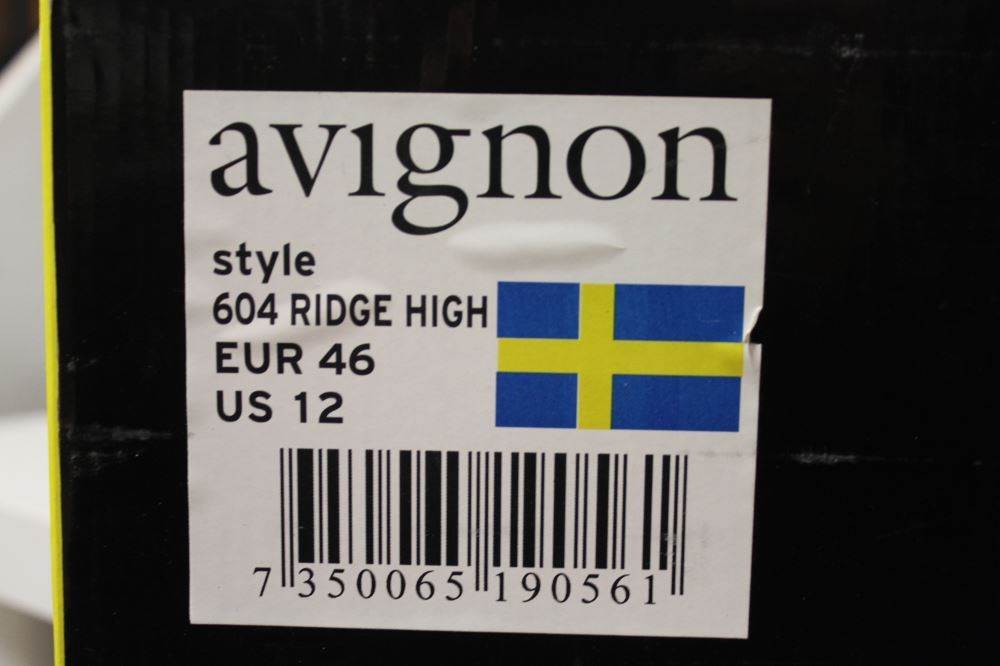 avignon
style
604 RIDGE HIGH
EUR 46
US 12
7 350065 190561